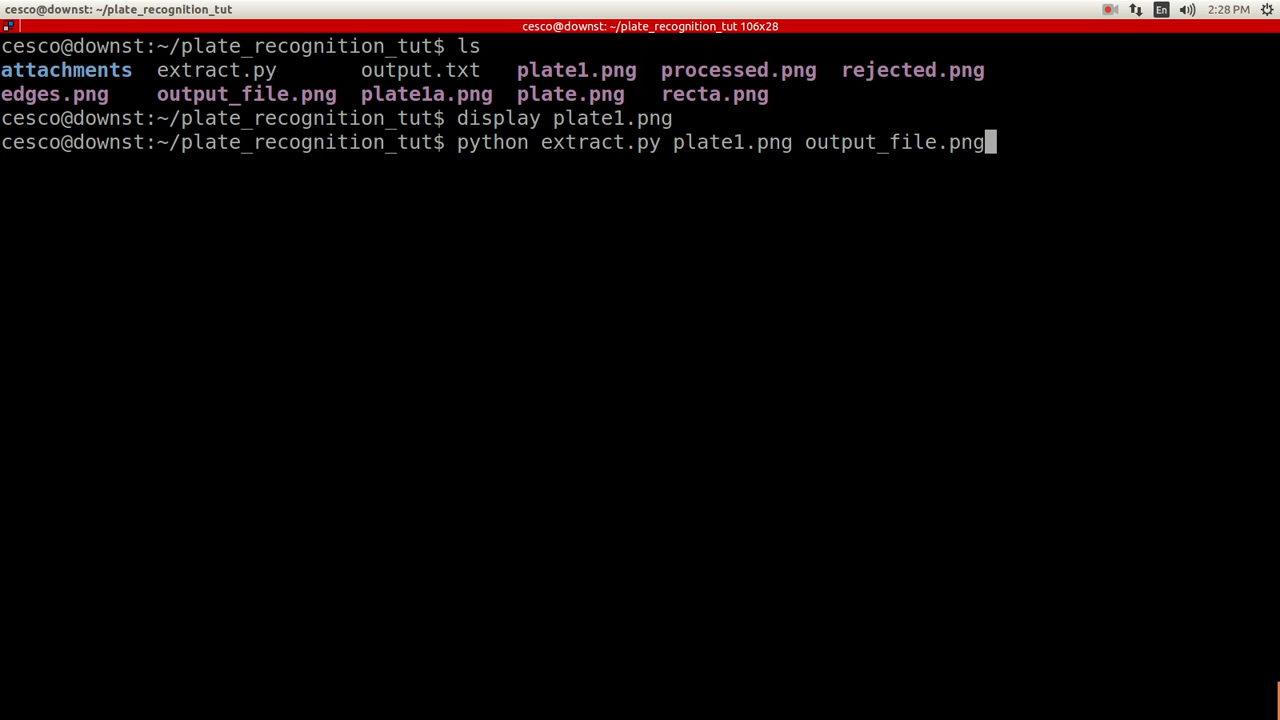 cesco@downst: ~/plate_recognition_tut
En
2:28 PM
cesco@downst: ~/plate_recognition_tut 106x28
cesco@downst:~/plate_recognition_tut$ ls
attachments extract.py output.txt plate1.png processed.png rejected.png
edges.png output_file.png plate1a.png plate.png recta.png
cesco@downst:~/plate_recognition_tut$ display plate1.png
cesco@downst:~/plate_recognition_tut$ python extract.py plate1.png output_file.png